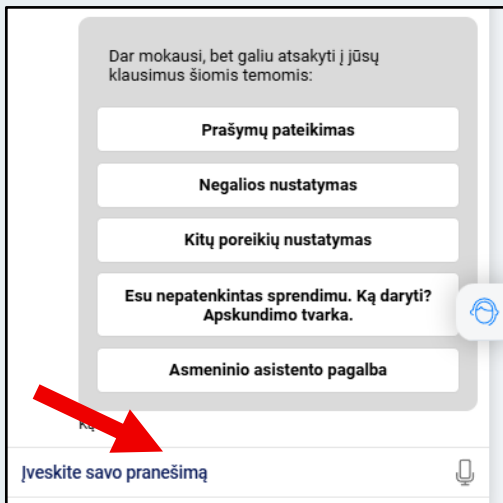 Dar mokausi, bet galiu atsakyti į jūsų
klausimus šiomis temomis:
Prašymų pateikimas
Negalios nustatymas
Kitų poreikių nustatymas
Esu nepatenkintas sprendimu. Ką daryti?
Apskundimo tvarka.
Asmeninio asistento pagalba
Įveskite savo pranešimą